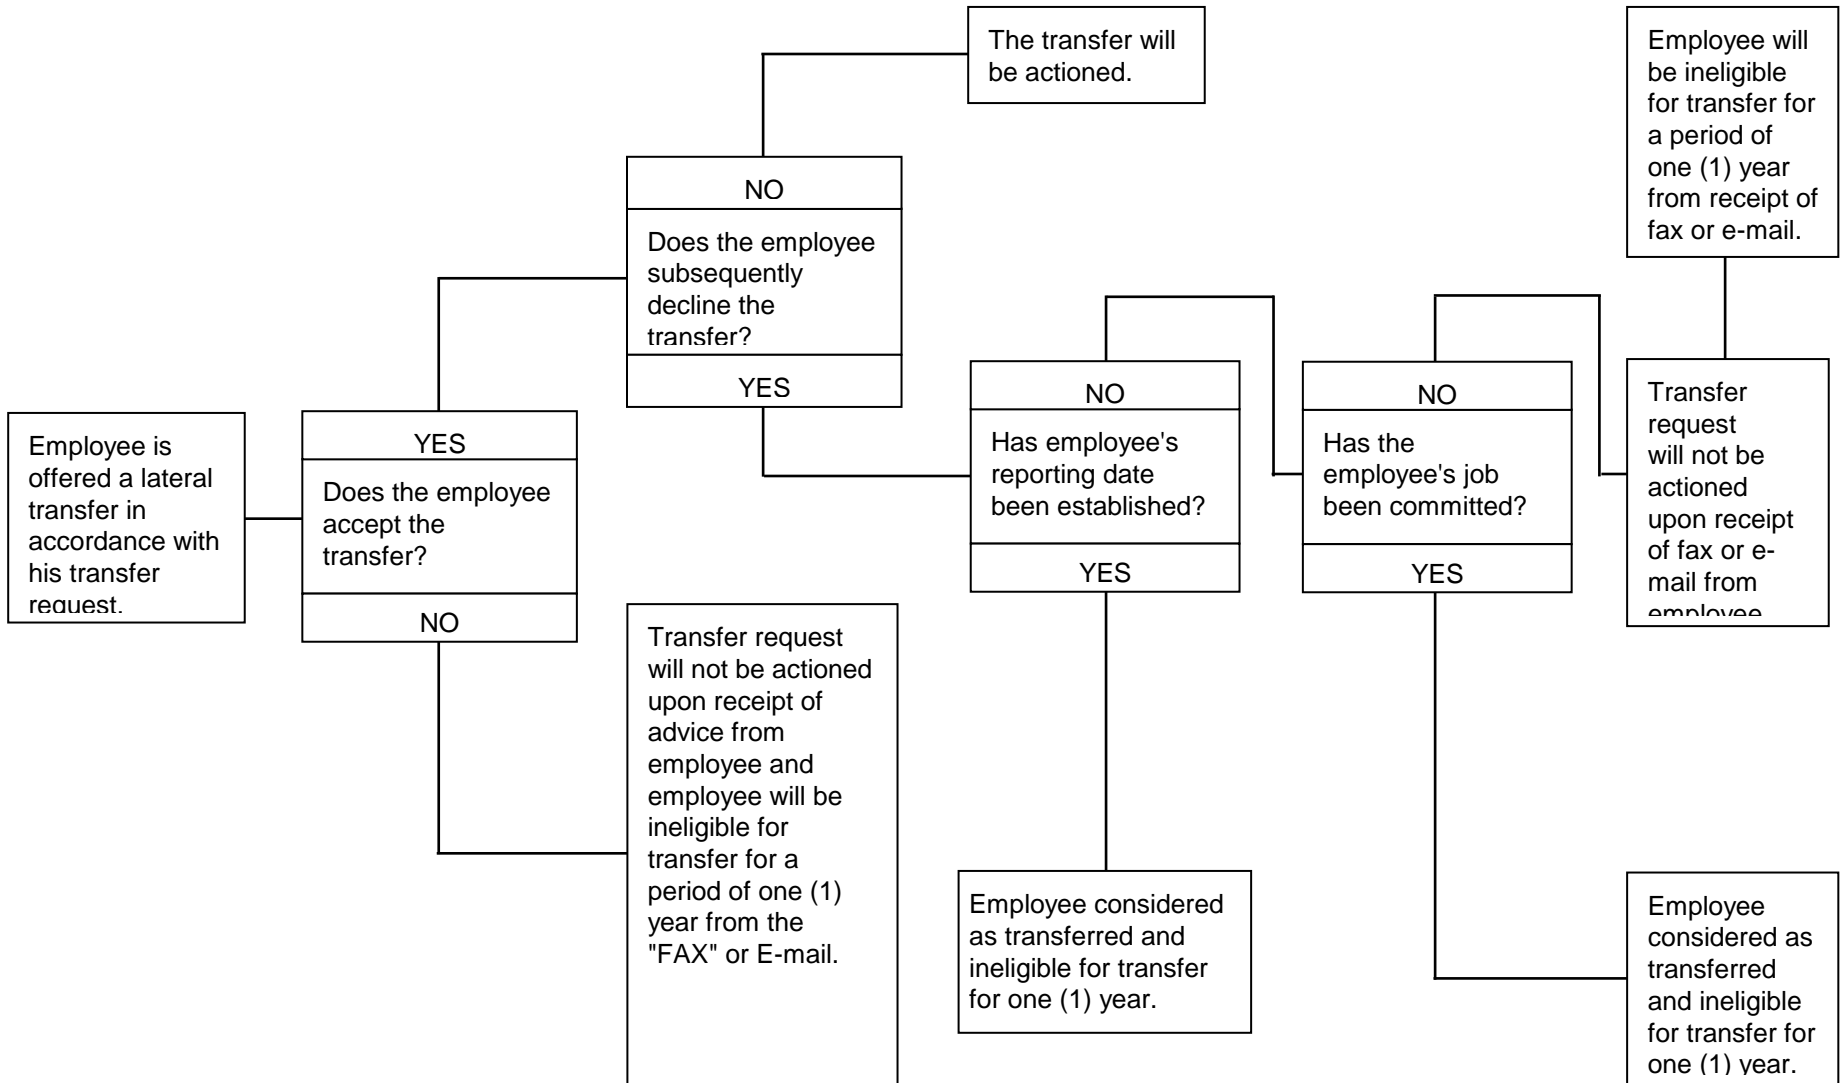 Employee is
offered a lateral
transfer in
accordance with
his transfer
request.
YES
Does the employee
accept the
transfer?
NO
NO
Does the employee
subsequently
decline the
transfer?
YES
The transfer will
be actioned.
Transfer request
will not be actioned
upon receipt of
advice from
employee and
employee will be
ineligible for
transfer for a
period of one (1)
year from the
"FAX" or E-mail.
NO
Has employee's
reporting date
been established?
YES
Employee considered
as transferred and
ineligible for transfer
for one (1) year.
NO
Has the
employee's job
been committed?
YES
Employee will
be ineligible
for transfer for
a period of
one (1) year
from receipt of
fax or e-mail.
Transfer
request
will not be
actioned
upon receipt
of fax or e-
mail from
employee
Employee
considered as
transferred
and ineligible
for transfer for
one (1) year.